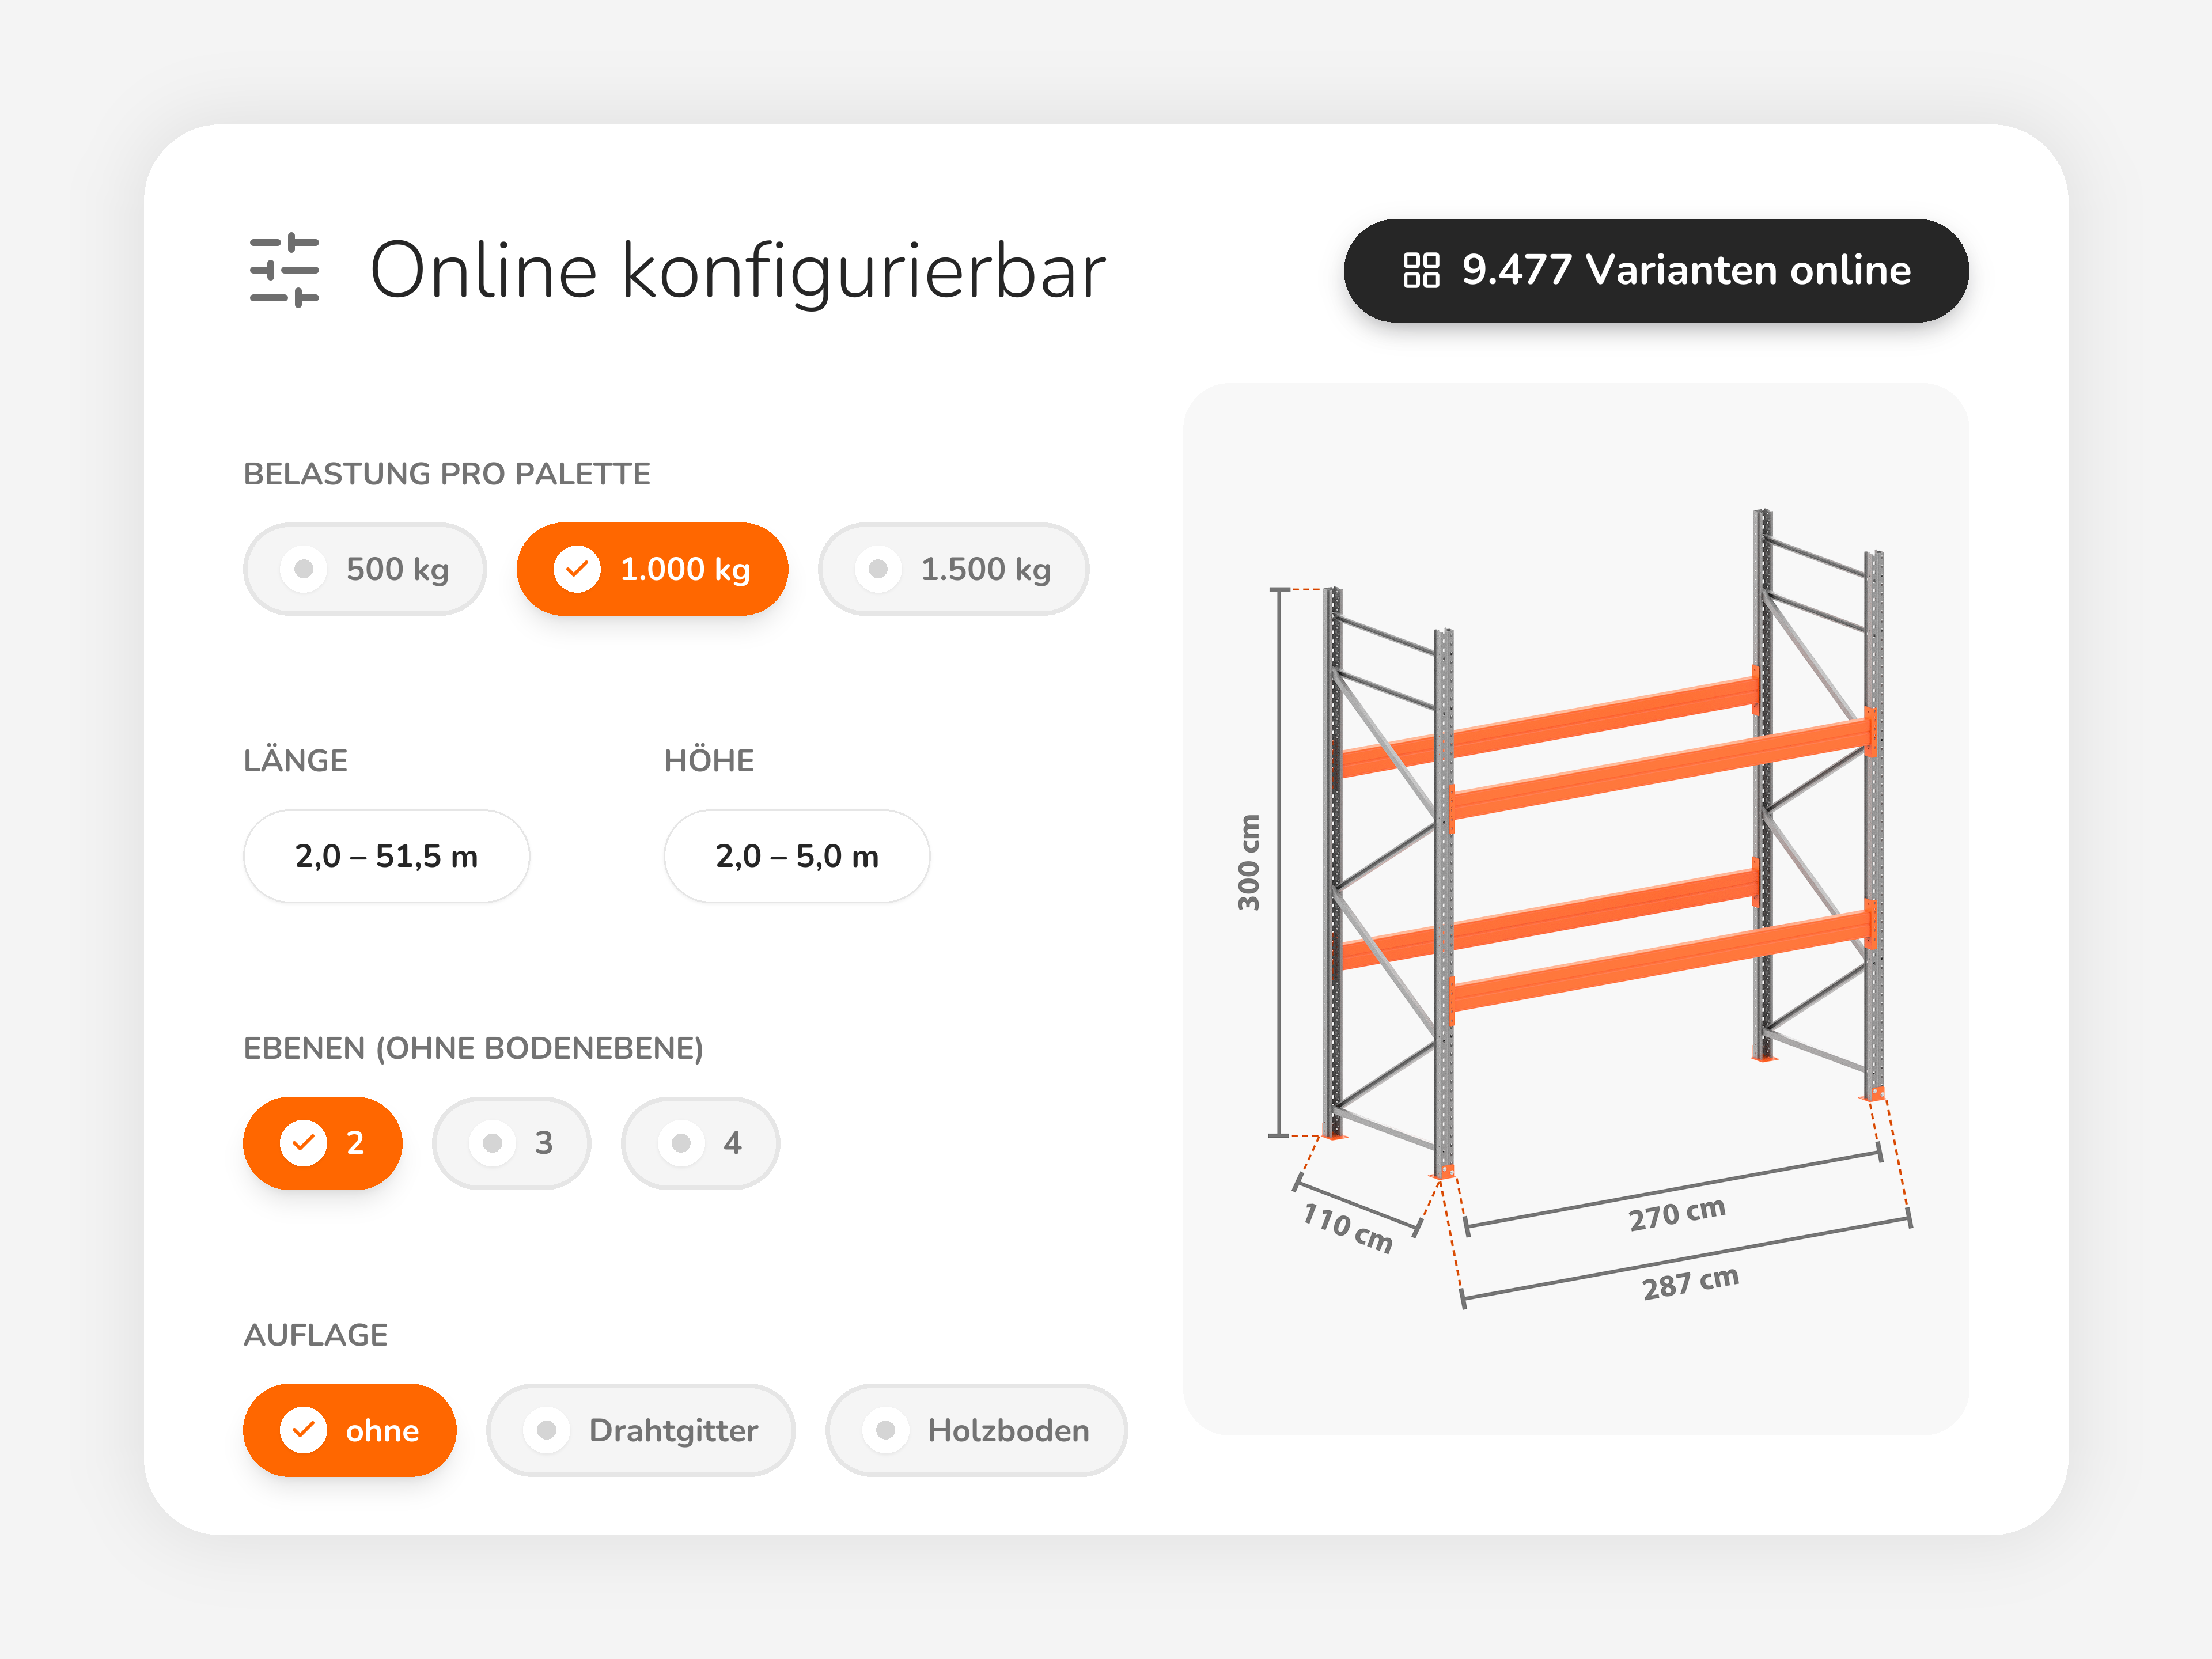 Online konfigurierbar
9.477 Varianten online
BELASTUNG PRO PALETTE
500 kg
1.000 kg
1.500 kg
LÄNGE
HÖHE
2,0 – 51,5 m
2,0 – 5,0 m
EBENEN (OHNE BODENEBENE)
2
3
4
AUFLAGE
ohne
Drahtgitter
Holzboden
300 cm
110 cm
270 cm
287 cm